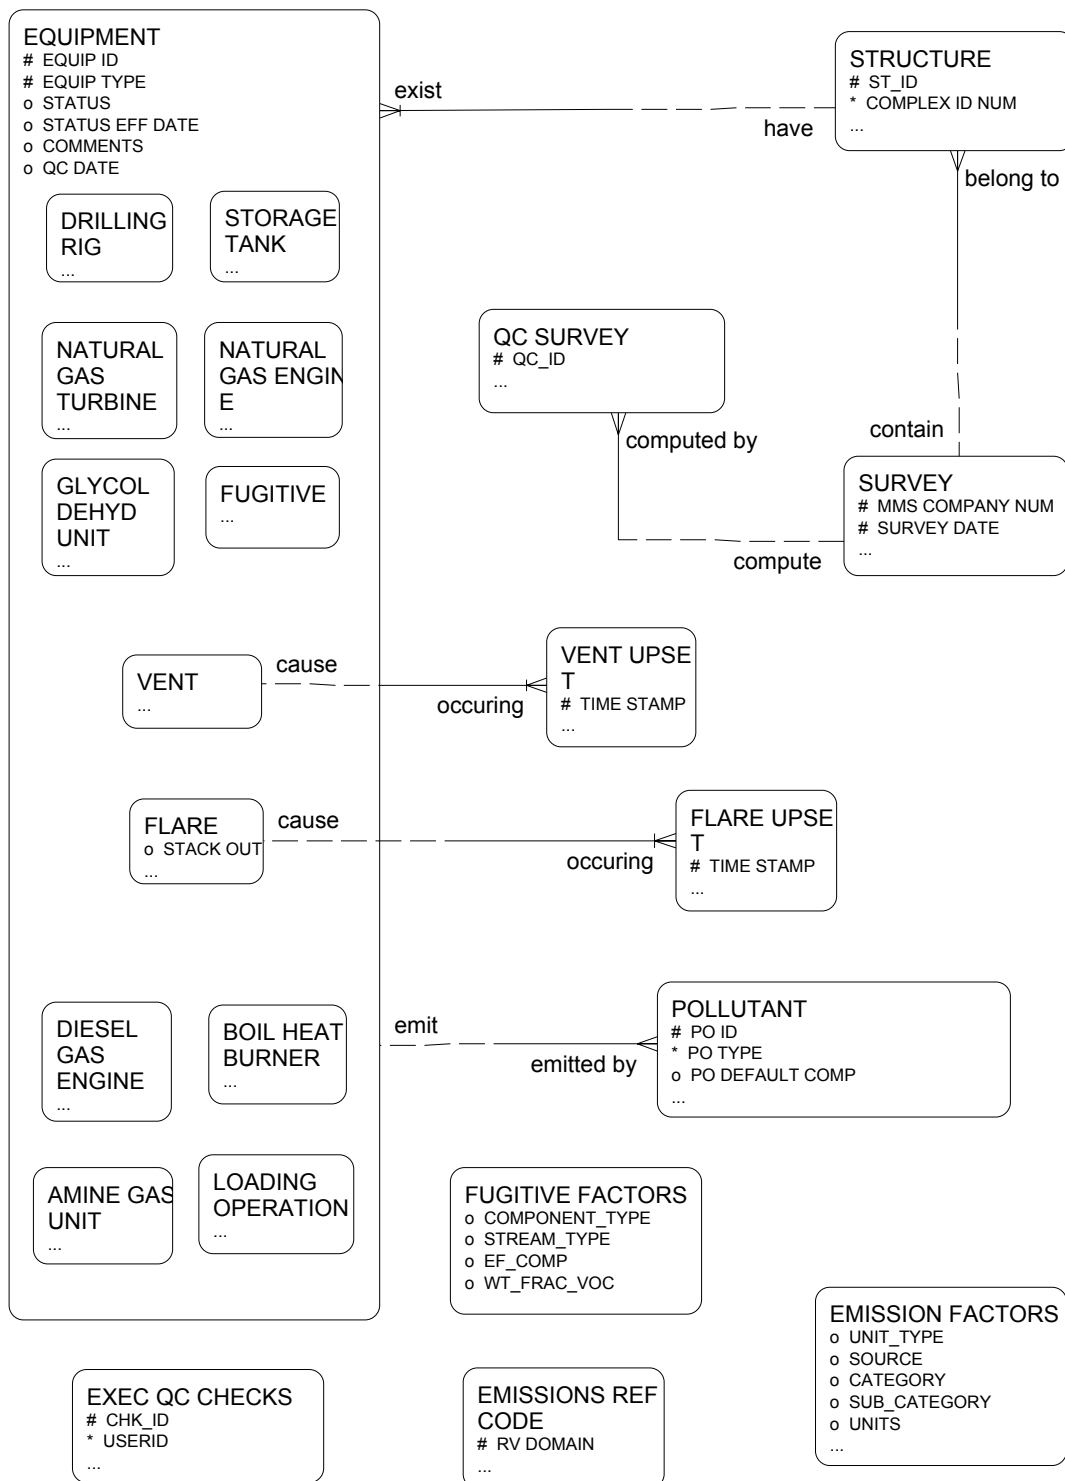 EQUIPMENT
# EQUIP ID
# EQUIP TYPE
o STATUS
o STATUS EFF DATE
o COMMENTS
o QC DATE
exist
have
STRUCTURE
# ST_ID
* COMPLEX ID NUM
...
belong to
DRILLING
RIG
...
STORAGE
TANK
...
NATURAL
GAS
TURBINE
...
NATURAL
GAS ENGIN
E
...
QC SURVEY
# QC_ID
...
computed by
contain
SURVEY
# MMS COMPANY NUM
# SURVEY DATE
...
compute
GLYCOL
DEHYD
UNIT
...
FUGITIVE
...
VENT
...
cause
occuring
VENT UPSE
T
# TIME STAMP
...
FLARE
o STACK OUT
...
cause
occuring
FLARE UPSE
T
# TIME STAMP
...
DIESEL
GAS
ENGINE
...
BOIL HEAT
BURNER
...
emit
emitted by
POLLUTANT
# PO ID
* PO TYPE
o PO DEFAULT COMP
...
AMINE GAS
UNIT
...
LOADING
OPERATION
...
FUGITIVE FACTORS
o COMPONENT_TYPE
o STREAM_TYPE
o EF_COMP
o WT_FRAC_VOC
EMISSION FACTORS
o UNIT_TYPE
o SOURCE
o CATEGORY
o SUB_CATEGORY
o UNITS
...
EXEC QC CHECKS
# CHK_ID
* USERID
...
EMISSIONS REF
CODE
# RV DOMAIN
...